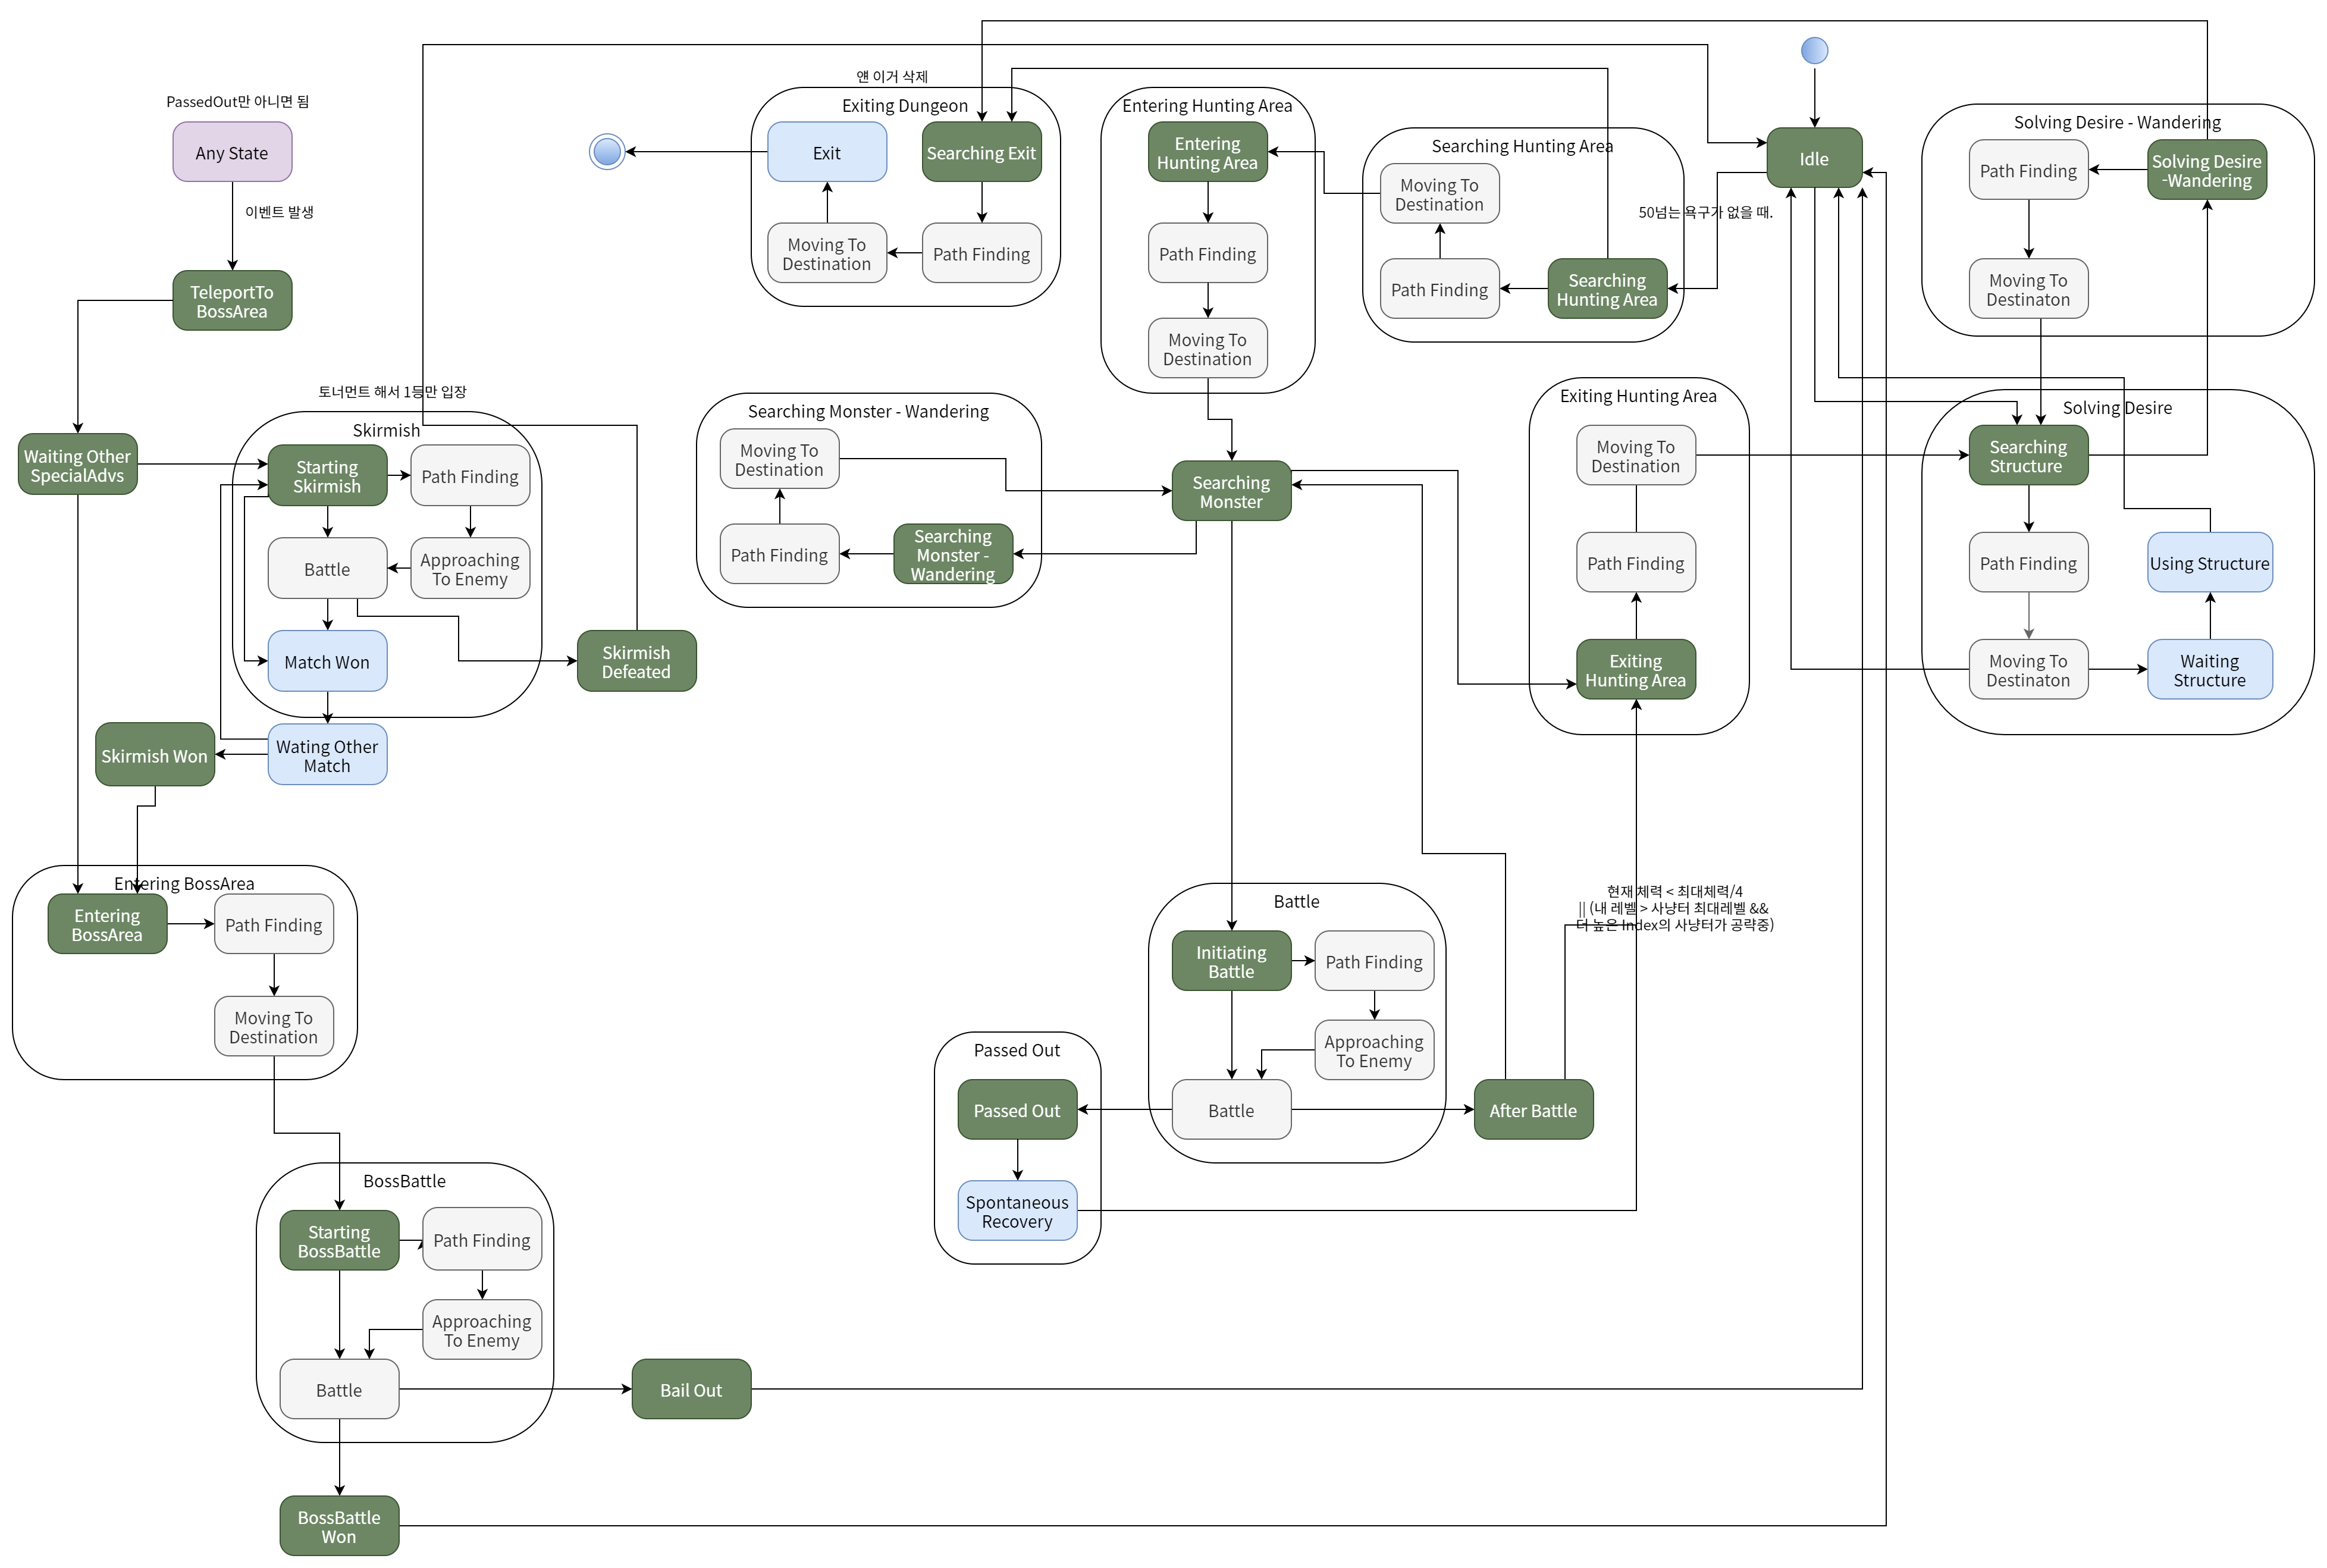 PassedOut만 아니면 됨
Any State
이벤트 발생
TeleportTo
BossArea
Waiting Other
SpecialAdvs
토너먼트 해서 1등만 입장
Skirmish
Starting
Skirmish
Path Finding
Battle
Approaching
To Enemy
Match Won
Skirmish
Defeated
Skirmish Won
Wating Other
Match
Entering BossArea
Entering
BossArea
Path Finding
Moving To
Destination
BossBattle
Starting
BossBattle
Path Finding
Approaching
To Enemy
Battle
Bail Out
BossBattle
Won
얜 이거 삭제
Exiting Dungeon
Exit
Searching Exit
Moving To
Destination
Path Finding
Entering Hunting Area
Entering
Hunting Area
Path Finding
Moving To
Destination
Searching Hunting Area
Moving To
Destination
Path Finding
Searching
Hunting Area
50넘는 욕구가 없을 때.
Idle
Solving Desire - Wandering
Path Finding
Solving Desire
-Wandering
Moving To
Destinaton
Searching Monster - Wandering
Moving To
Destination
Path Finding
Searching
Monster -
Wandering
Searching
Monster
Exiting Hunting Area
Moving To
Destination
Path Finding
Exiting
Hunting Area
Solving Desire
Searching
Structure
Path Finding
Using Structure
Moving To
Destinaton
Waiting
Structure
현재 체력 < 최대체력/4
|| (내 레벨 > 사냥터 최대레벨 &&
더 높은 Index의 사냥터가 공략중)
Battle
Initiating
Battle
Path Finding
Approaching
To Enemy
Battle
After Battle
Passed Out
Passed Out
Spontaneous
Recovery